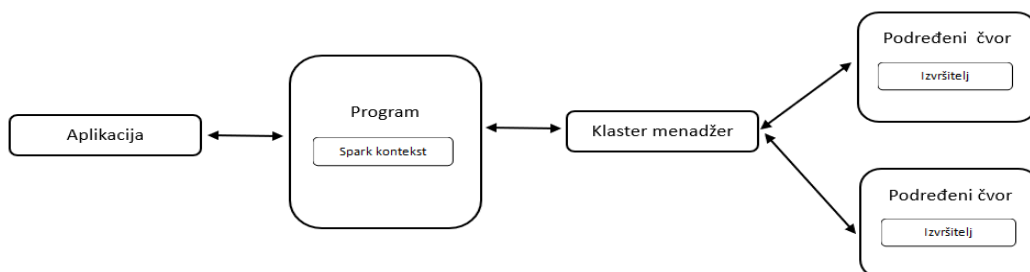 Aplikacija
Program
Spark kontekst
Klaster menadžer
Podređeni čvor
Izvršitelj
Podređeni čvor
Izvršitelj